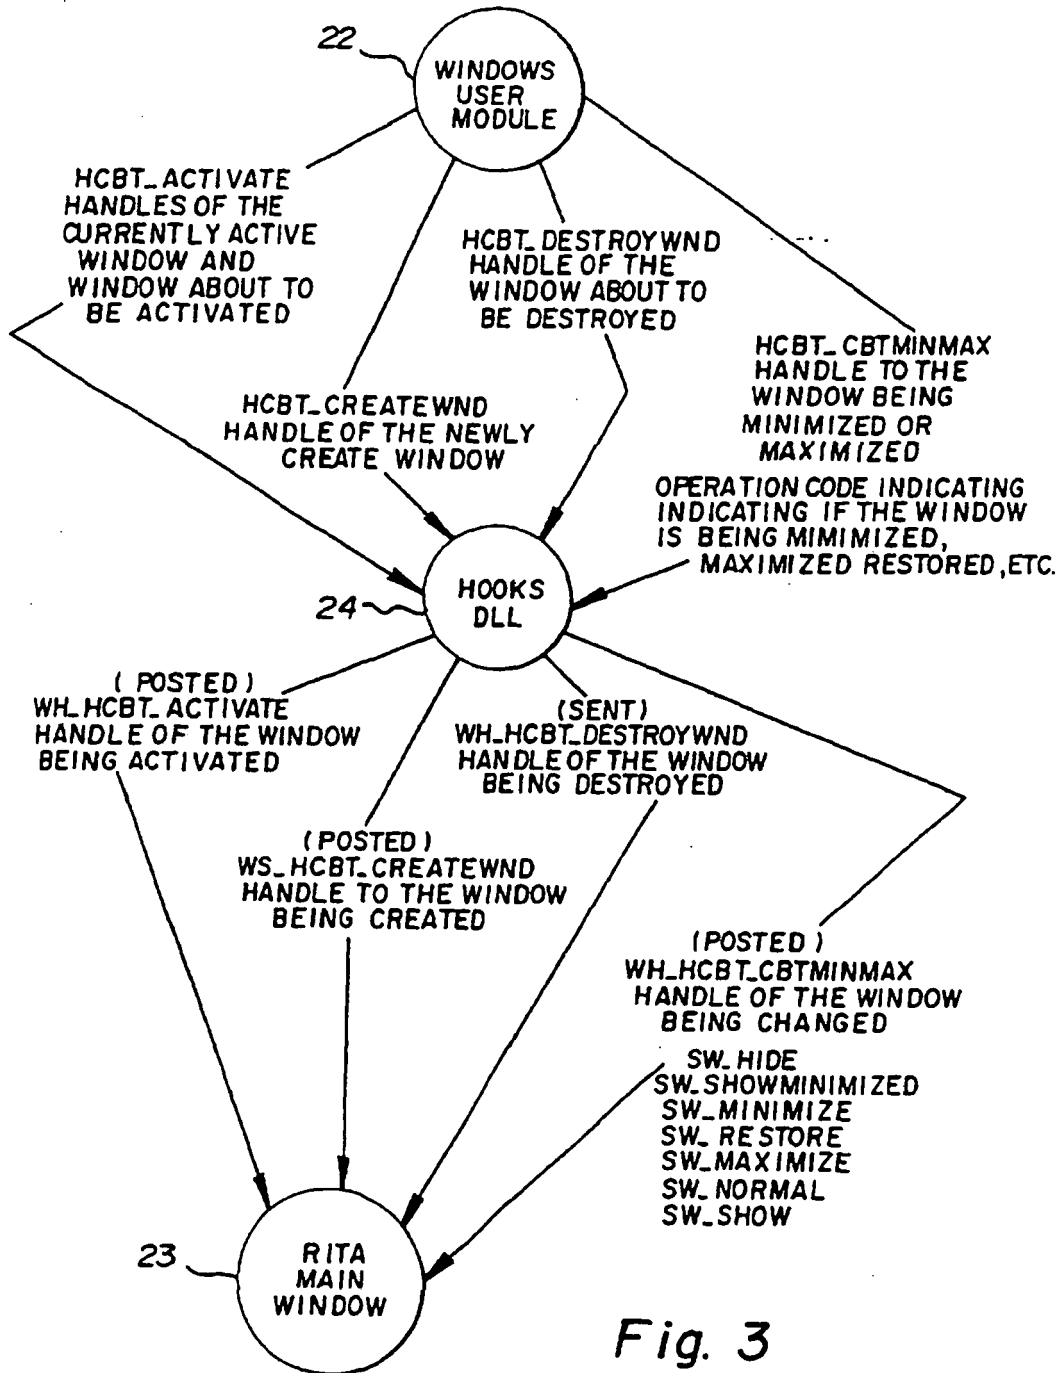 22
WINDOWS
USER
MODULE
HCBT_ACTIVATE
HANDLES OF THE
CURRENTLY ACTIVE
WINDOW AND
WINDOW ABOUT TO
BE ACTIVATED
HCBT_CREATEWND
HANDLE OF THE NEWLY
CREATE WINDOW
HCBT_DESTROYWND
HANDLE OF THE
WINDOW ABOUT TO
BE DESTROYED
HCBT_CBTMINMAX
HANDLE TO THE
WINDOW BEING
MINIMIZED OR
MAXIMIZED
OPERATION CODE INDICATING
INDICATING IF THE WINDOW
IS BEING MIMIMIZED,
MAXIMIZED RESTORED, ETC.
24
HOOKS
DLL
(POSTED)
WH_HCBT_ACTIVATE
HANDLE OF THE WINDOW
BEING ACTIVATED
(POSTED)
WS_HCBT_CREATEWND
HANDLE TO THE WINDOW
BEING CREATED
(SENT)
WH_HCBT_DESTROYWND
HANDLE OF THE WINDOW
BEING DESTROYED
(POSTED)
WH_HCBT_CBTMINMAX
HANDLE OF THE WINDOW
BEING CHANGED
SW_HIDE
SW_SHOWMINIMIZED
SW_MINIMIZE
SW_RESTORE
SW_MAXIMIZE
SW_NORMAL
SW_SHOW
23
RITA
MAIN
WINDOW
Fig. 3